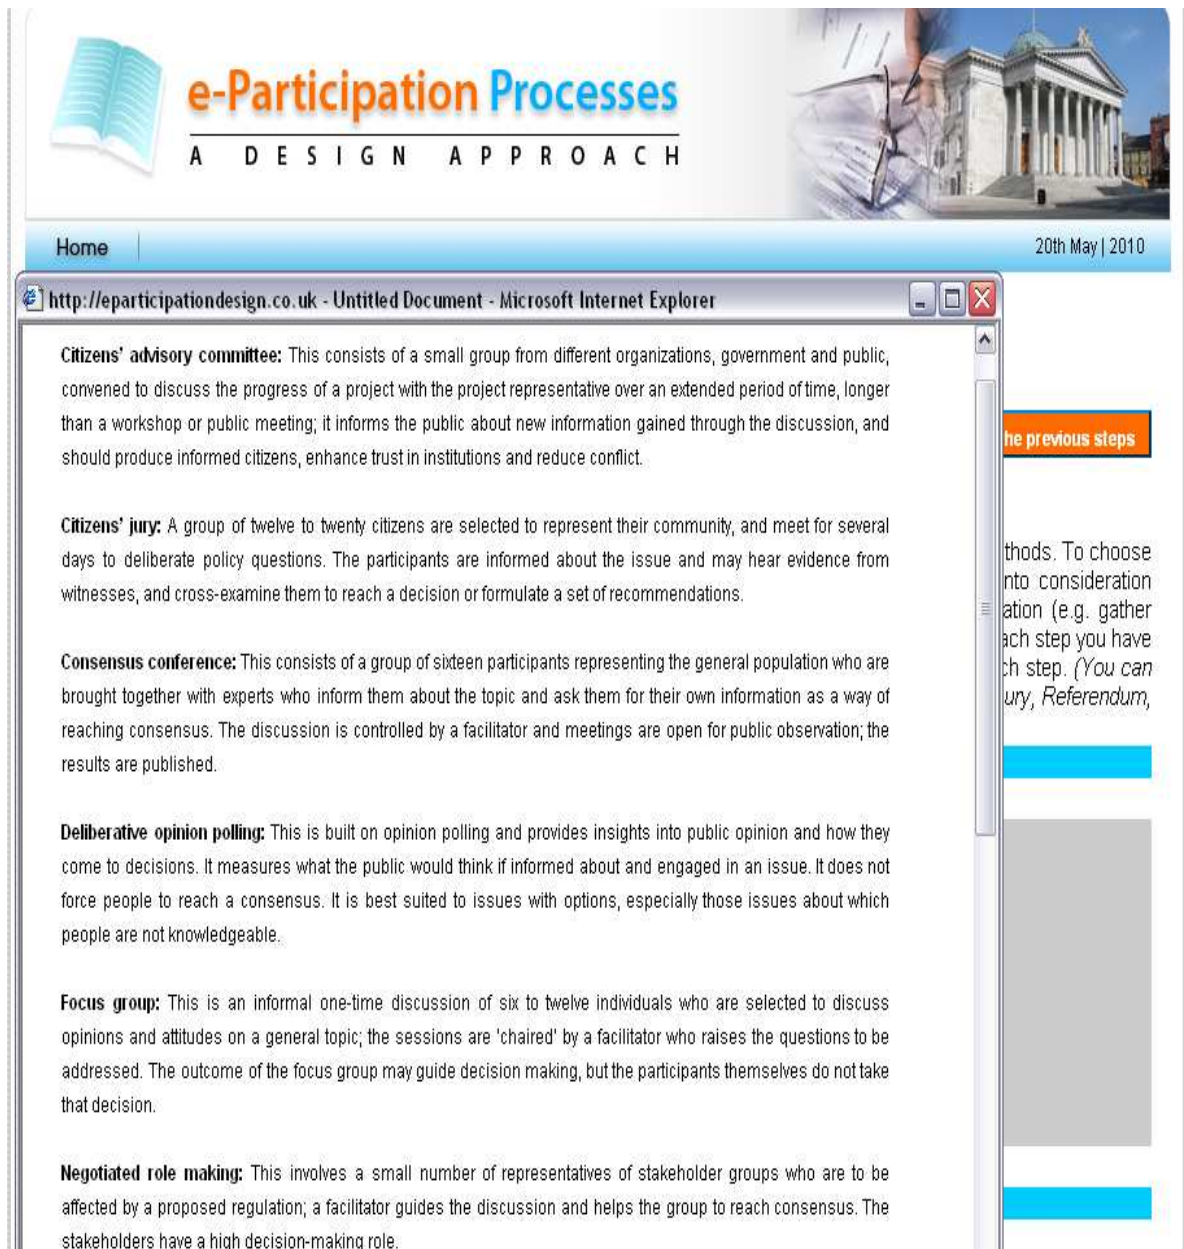 e-Participation Processes
A DESIGN APPROACH
Home
20th May | 2010
http://eparticipationdesign.co.uk - Untitled Document - Microsoft Internet Explorer
Citizens' advisory committee: This consists of a small group from different organizations, government and public,
convened to discuss the progress of a project with the project representative over an extended period of time, longer
than a workshop or public meeting; it informs the public about new information gained through the discussion, and
should produce informed citizens, enhance trust in institutions and reduce conflict.
Citizens' jury: A group of twelve to twenty citizens are selected to represent their community, and meet for several
days to deliberate policy questions. The participants are informed about the issue and may hear evidence from
witnesses, and cross-examine them to reach a decision or formulate a set of recommendations.
Consensus conference: This consists of a group of sixteen participants representing the general population who are
brought together with experts who inform them about the topic and ask them for their own information as a way of
reaching consensus. The discussion is controlled by a facilitator and meetings are open for public observation; the
results are published.
Deliberative opinion polling: This is built on opinion polling and provides insights into public opinion and how they
come to decisions. It measures what the public would think if informed about and engaged in an issue. It does not
force people to reach a consensus. It is best suited to issues with options, especially those issues about which
people are not knowledgeable.
Focus group: This is an informal one-time discussion of six to twelve individuals who are selected to discuss
opinions and attitudes on a general topic; the sessions are 'chaired' by a facilitator who raises the questions to be
addressed. The outcome of the focus group may guide decision making, but the participants themselves do not take
that decision.
Negotiated role making: This involves a small number of representatives of stakeholder groups who are to be
affected by a proposed regulation; a facilitator guides the discussion and helps the group to reach consensus. The
stakeholders have a high decision-making role.
he previous steps
thods. To choose
nto consideration
ation (e.g. gather
ach step you have
ch step. (You can
ury, Referendum,